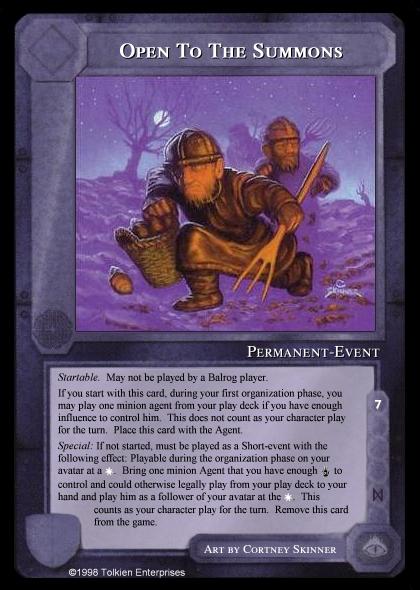 OPEN TO THE SUMMONS
© SKINNER
PERMANENT-EVENT
Startable. May not be played by a Balrog player.
If you start with this card, during your first organization phase, you
may play one minion agent from your play deck if you have enough
influence to control him. This does not count as your character play
for the turn. Place this card with the Agent.
7
Special: If not started, must be played as a Short-event with the
following effect: Playable during the organization phase on your
avatar at a . Bring one minion Agent that you have enough to
control and could otherwise legally play from your play deck to your
hand and play him as a follower of your avatar at the . This
counts as your character play for the turn. Remove this card
from the game.
ART BY CORTNEY SKINNER
©1998 Tolkien Enterprises